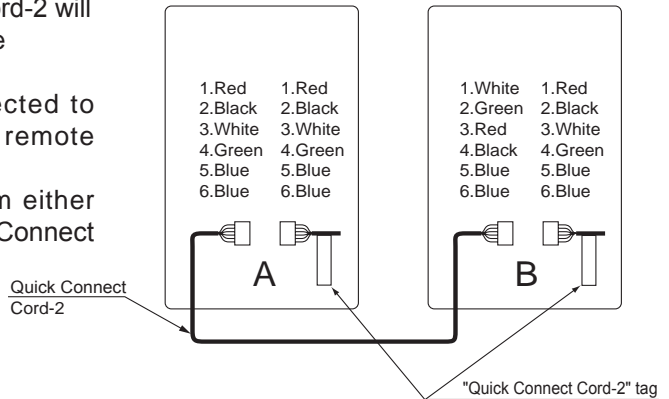 ord-2 will
e
ected to
remote
n either
Connect
1.Red 1.Red
2.Black 2.Black
3.White 3.White
4.Green 4.Green
5.Blue 5.Blue
6.Blue 6.Blue
A
1.White 1.Red
2.Green 2.Black
3.Red 3.White
4.Black 4.Green
5.Blue 5.Blue
6.Blue 6.Blue
B
Quick Connect
Cord-2
"Quick Connect Cord-2" tag